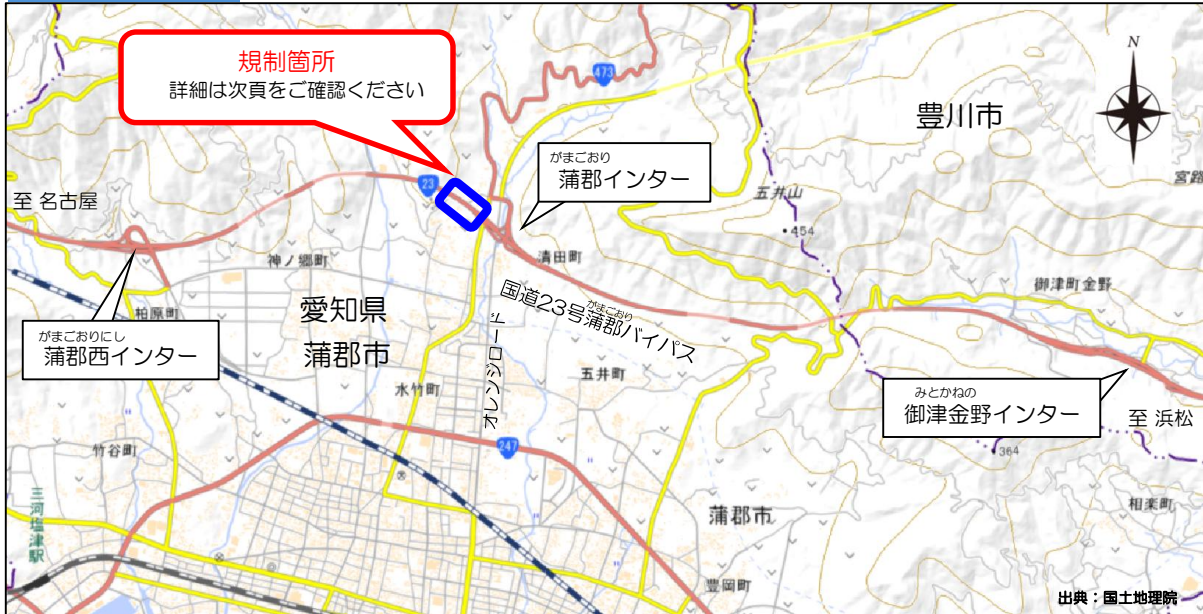 規制箇所
詳細は次頁をご確認ください
473
N
豊川市
がまごおり
蒲郡インター
23
宮路
五井山
至 名古屋
454
清田町
神ノ郷町
御津町金野
国道23号蒲郡バイパス
がまごおり
愛知県
蒲郡市
柏原町
がまごおりにし
蒲郡西インター
オレンジロード
五井町
水竹町
みとかねの
御津金野インター
至 浜松
247
竹谷町
364
相楽町
三河塩津駅
蒲郡市
豊岡町
出典:国土地理院